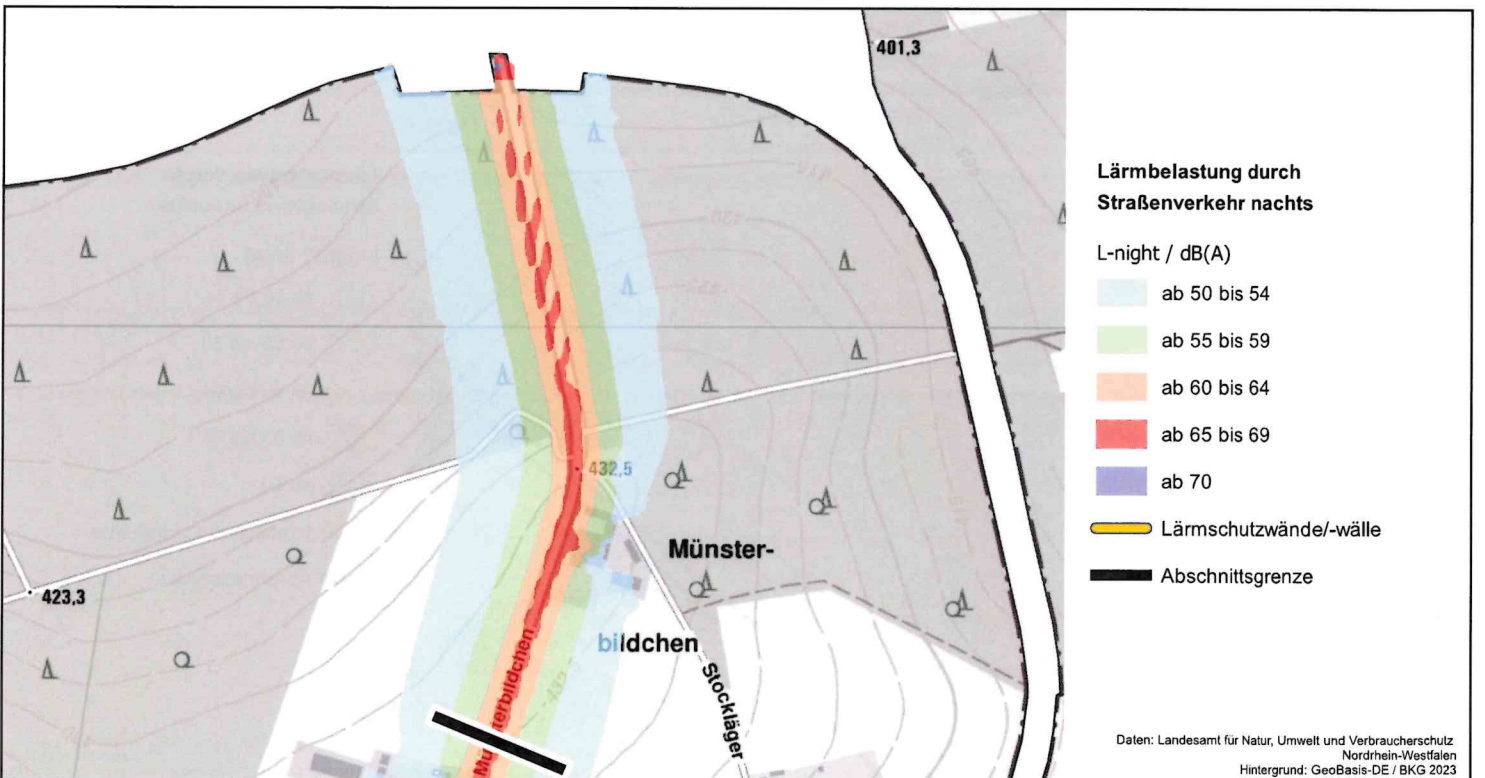 401,3
432,5
423,3
Münster-
bildchen
Stockläger
Lärmbelastung durch
Straßenverkehr nachts
L-night / dB(A)
ab 50 bis 54
ab 55 bis 59
ab 60 bis 64
ab 65 bis 69
ab 70
Lärmschutzwände/-wälle
Abschnittsgrenze
Daten: Landesamt für Natur, Umwelt und Verbraucherschutz
Nordrhein-Westfalen
Hintergrund: GeoBasis-DE / BKG 2023